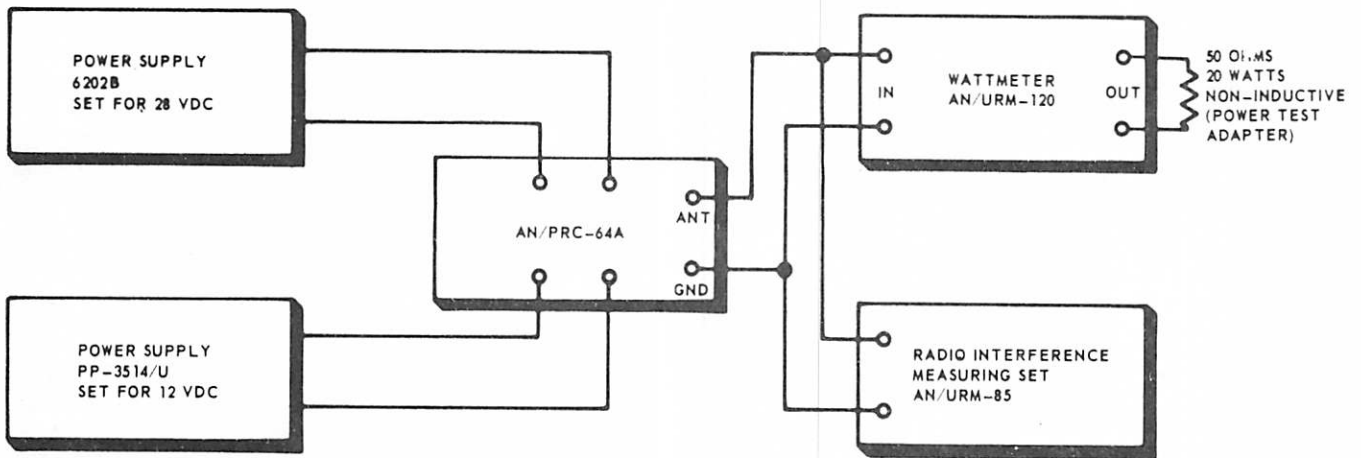 POWER SUPPLY
6202B
SET FOR 28 VDC
AN/PRC-64A
ANT
GND
POWER SUPPLY
PP-3514/U
SET FOR 12 VDC
IN
WATTMETER
AN/URM-120
OUT
50 OHMS
20 WATTS
NON-INDUCTIVE
(POWER TEST
ADAPTER)
RADIO INTERFERENCE
MEASURING SET
AN/URM-85